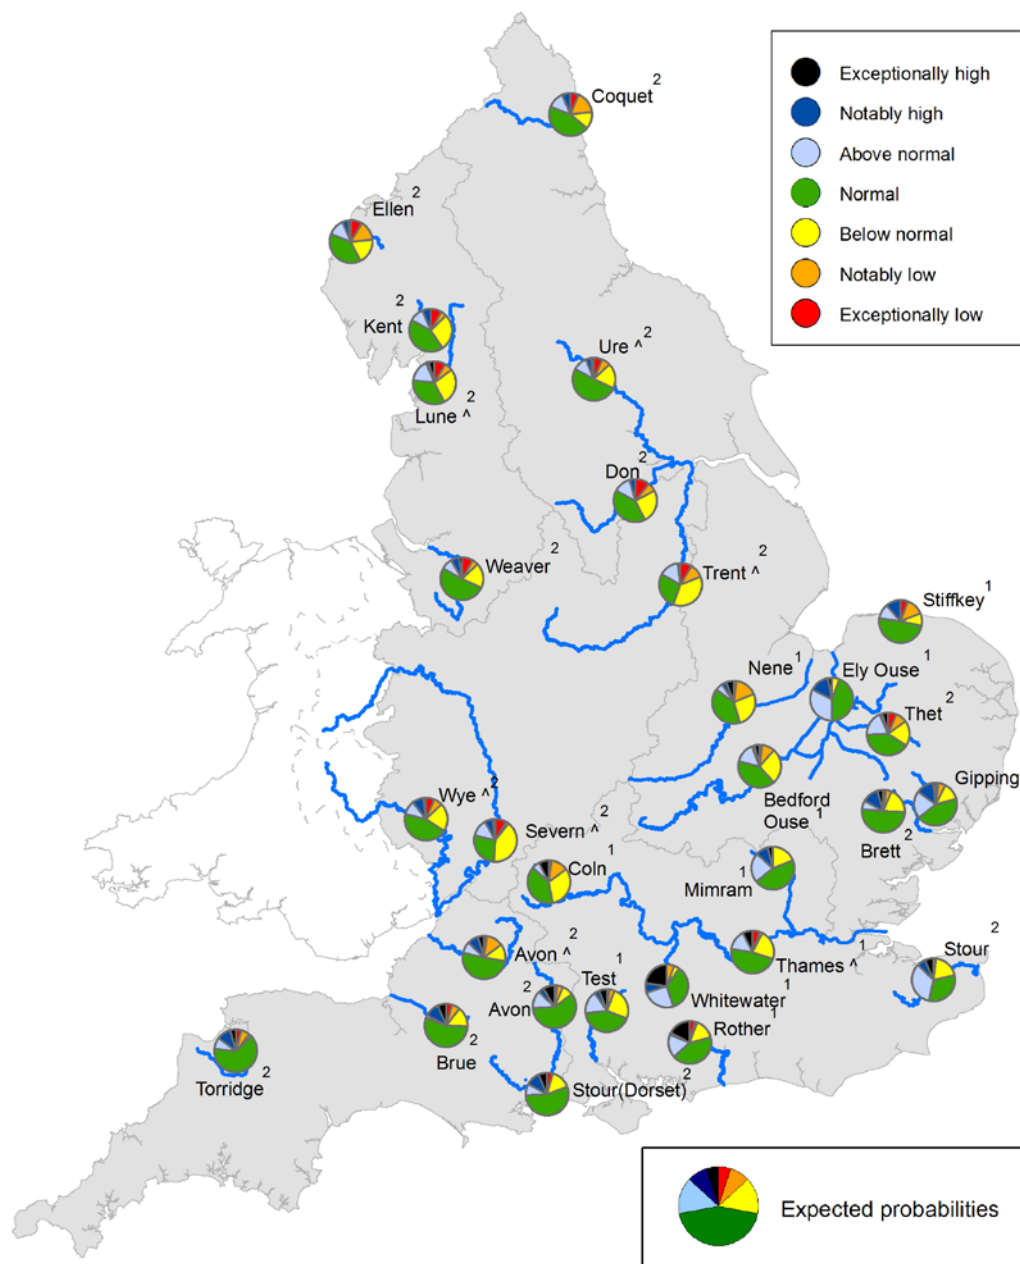 Coquet 2
Exceptionally high
Notably high
Above normal
Normal
Below normal
Notably low
Exceptionally low
Ellen 2
2
Kent
Ure ^ 2
Lune ^ 2
Don 2
Weaver 2
Trent ^ 2
Stiffkey 1
Nene 1
Ely Ouse 1
Thet 2
Gipping
Wye ^ 2
Bedford
Ouse 1
Brett 2
Severn ^ 2
Coln 1
Mimram 1
Avon ^ 2
Thames ^ 1
Stour 2
Test 1
Avon 2
Whitewater 1
Rother 1
Brue 2
Torridge 2
Stour(Dorset) 2
Expected probabilities